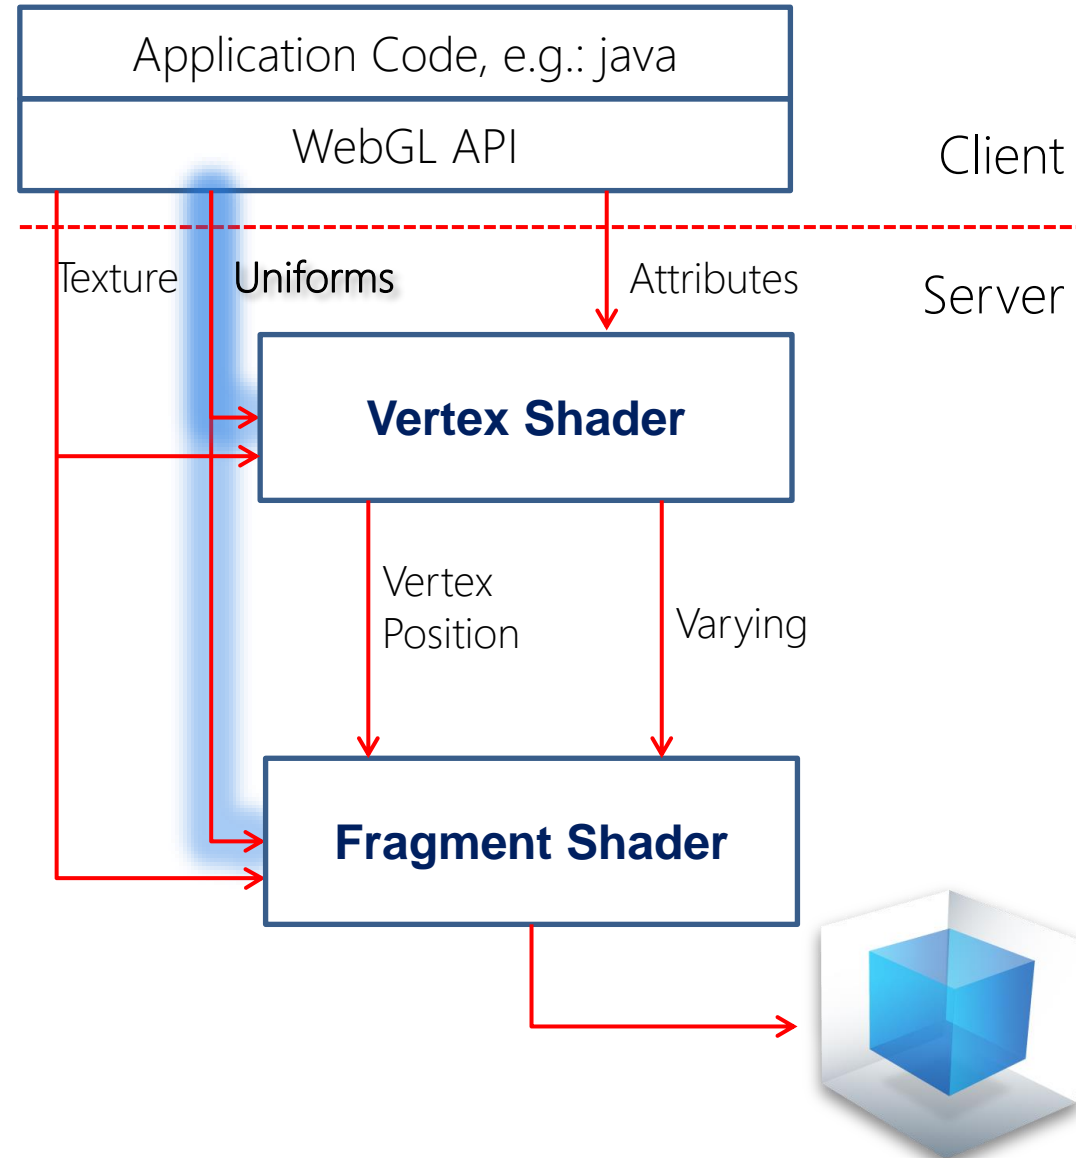 Application Code, e.g.: java
WebGL API
Client
Texture
Uniforms
Attributes
Server
Vertex Shader
Vertex
Position
Varying
Fragment Shader